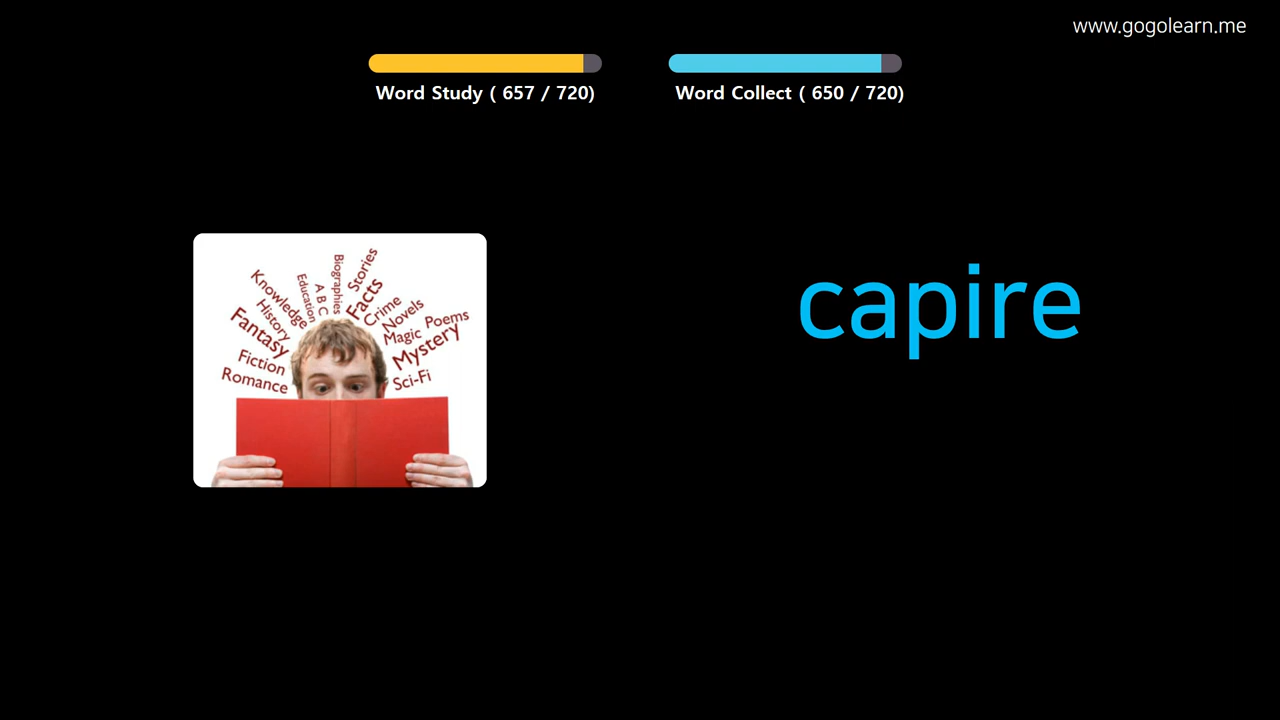 www.gogolearn.me
Word Study ( 657 / 720)
Word Collect ( 650 / 720)
capire
Knowledge
History
Fantasy
Fiction
Romance
Education
A B C
Biographies
Stories
Facts
Crime
Novels
Magic
Poems
Mystery
Sci-Fi